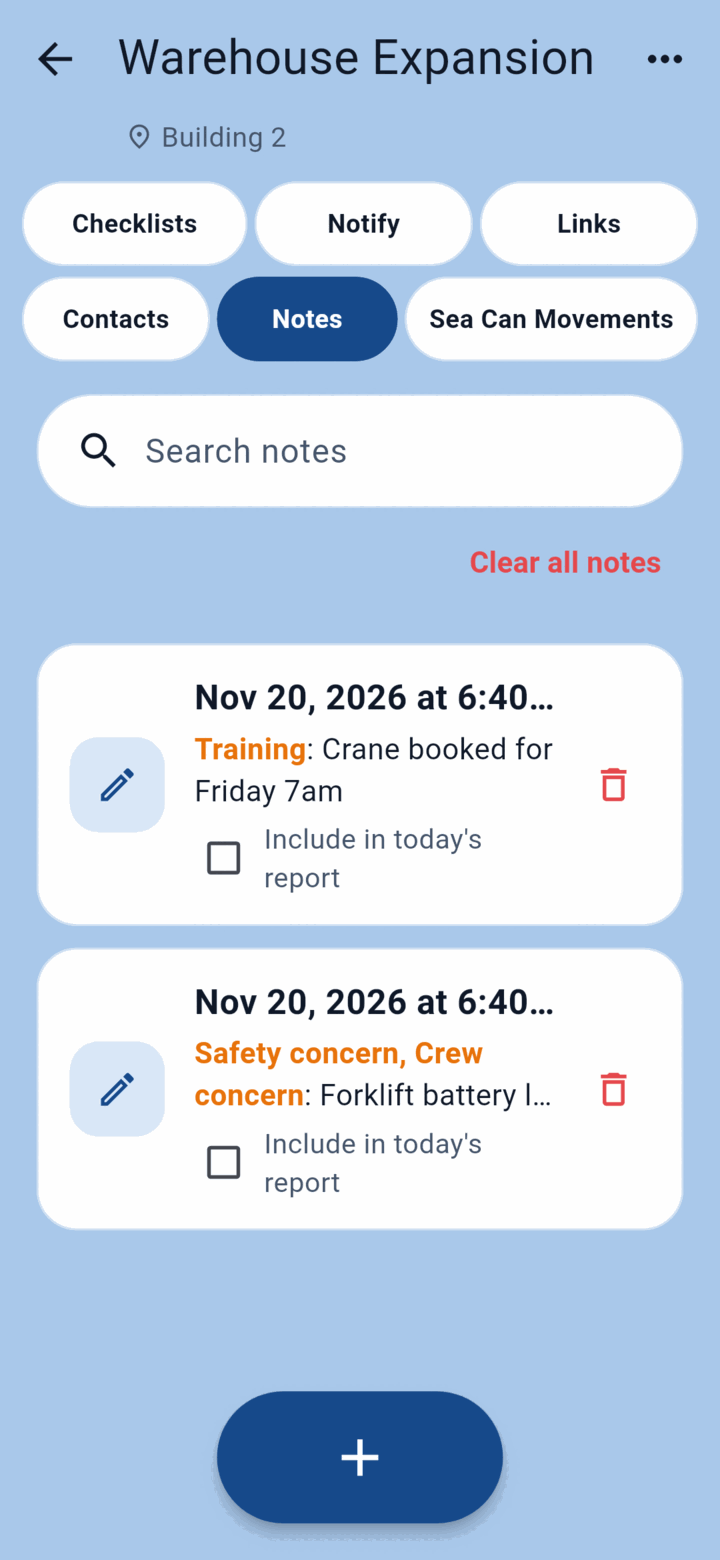 Warehouse Expansion
Building 2
Checklists
Notify
Links
Contacts
Notes
Sea Can Movements
Search notes
Clear all notes
Nov 20, 2026 at 6:40…
Training: Crane booked for
Friday 7am
Include in today's
report
Nov 20, 2026 at 6:40…
Safety concern, Crew
concern: Forklift battery l…
Include in today's
report